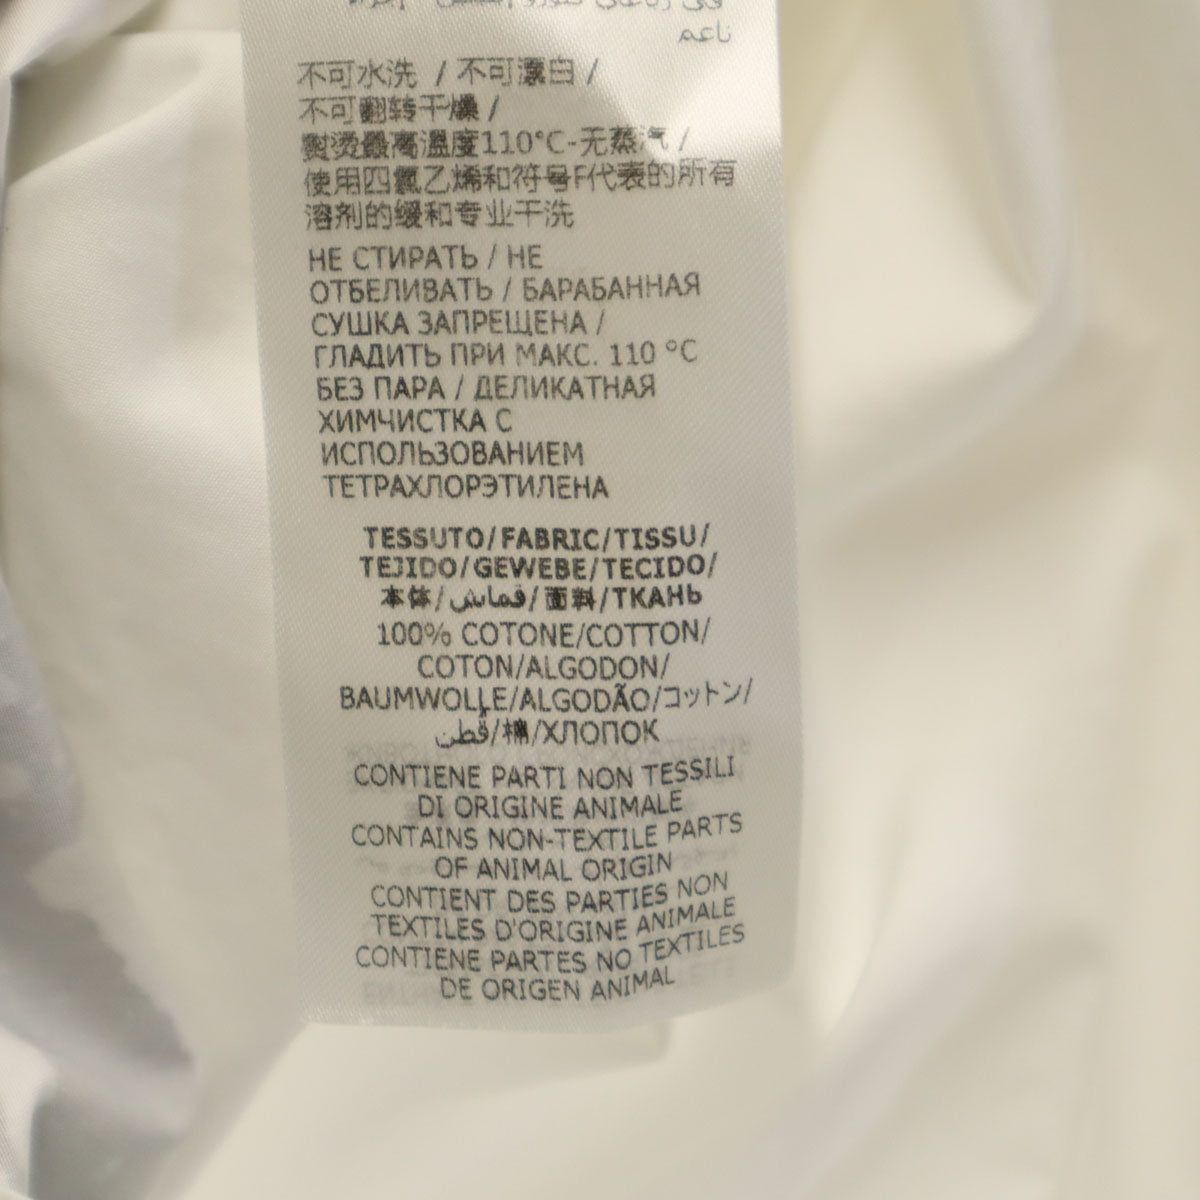 ناعم
不可水洗 / 不可漂白 /
不可翻转干燥 /
熨烫最高温度110°C-无蒸汽 /
使用四氯乙烯和符号F代表的所有
溶剂的缓和专业干洗
НЕ СТИРАТЬ / НЕ
ОТБЕЛИВАТЬ / БАРАБАННАЯ
СУШКА ЗАПРЕЩЕНА /
ГЛАДИТЬ ПРИ МАКС. 110 °C
БЕЗ ПАРА / ДЕЛИКАТНАЯ
ХИМЧИСТКА С
ИСПОЛЬЗОВАНИЕМ
ТЕТРАХЛОРЭТИЛЕНА
TESSUTO/FABRIC/TISSU/
TEJIDO/GEWEBE/TECIDO/
本体/قماش/面料/ТКАНЬ
100% COTONE/COTTON/
COTON/ALGODON/
BAUMWOLLE/ALGODÃO/コットン/
قُطن/棉/ХЛОПОК
CONTIENE PARTI NON TESSILI
DI ORIGINE ANIMALE
CONTAINS NON-TEXTILE PARTS
OF ANIMAL ORIGIN
CONTIENT DES PARTIES NON
TEXTILES D'ORIGINE ANIMALE
CONTIENE PARTES NO TEXTILES
DE ORIGEN ANIMAL